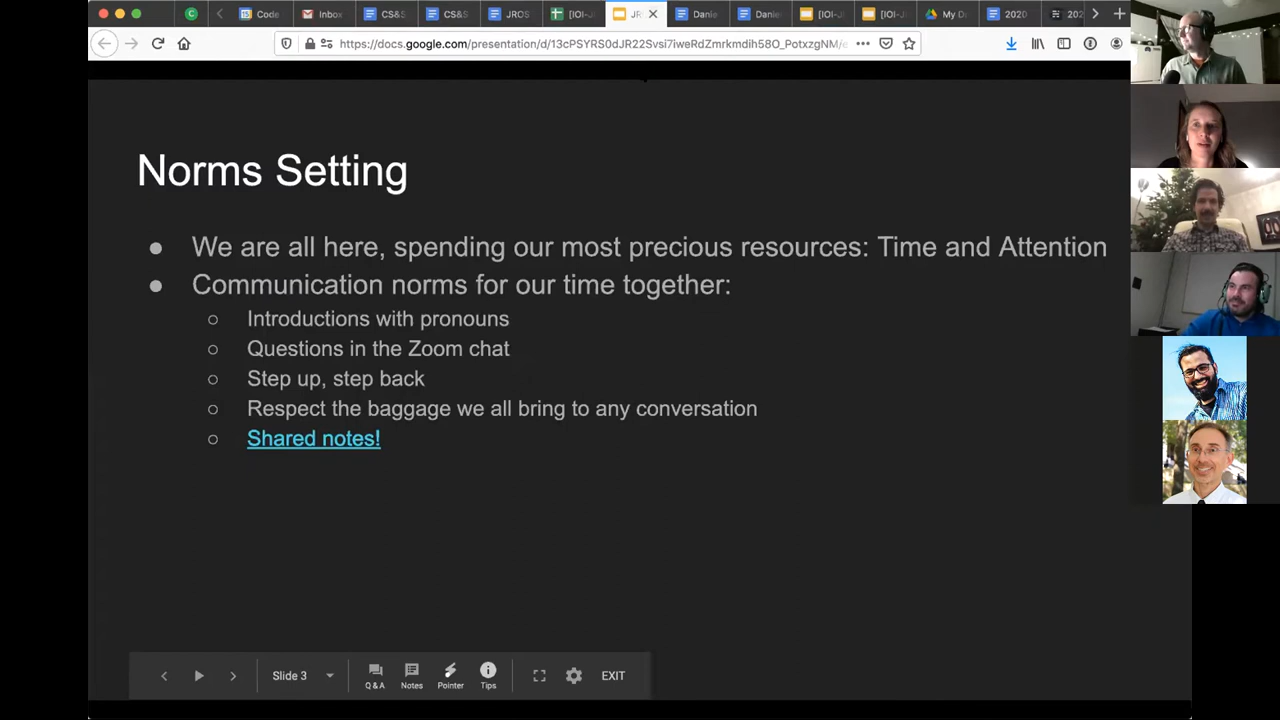 C
Code
Inbox
CS&S
CS&S
JROS
[IOI-J
JR
Danie
Danie
[IOI-J
[IOI-J
My D
2020
202
https://docs.google.com/presentation/d/13cPSYRS0dJR22Svsi7iweRdZmrkmdih58O_PotxzgNM/e
Norms Setting
We are all here, spending our most precious resources: Time and Attention
Communication norms for our time together:
Introductions with pronouns
Questions in the Zoom chat
Step up, step back
Respect the baggage we all bring to any conversation
Shared notes!
Slide 3
Q & A
Notes
Pointer
Tips
EXIT